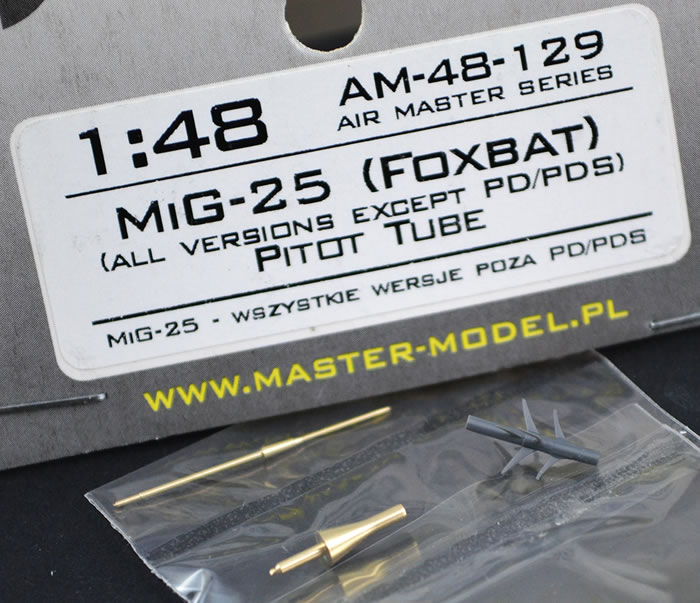 1:48
AM-48-129
AIR MASTER SERIES
MiG-25 (FOXBAT)
(ALL VERSIONS EXCEPT PD/PDS)
PITOT TUBE
MiG-25 - WSZYSTKIE WERSJE POZA PD/PDS
WWW.MASTER-MODEL.PL